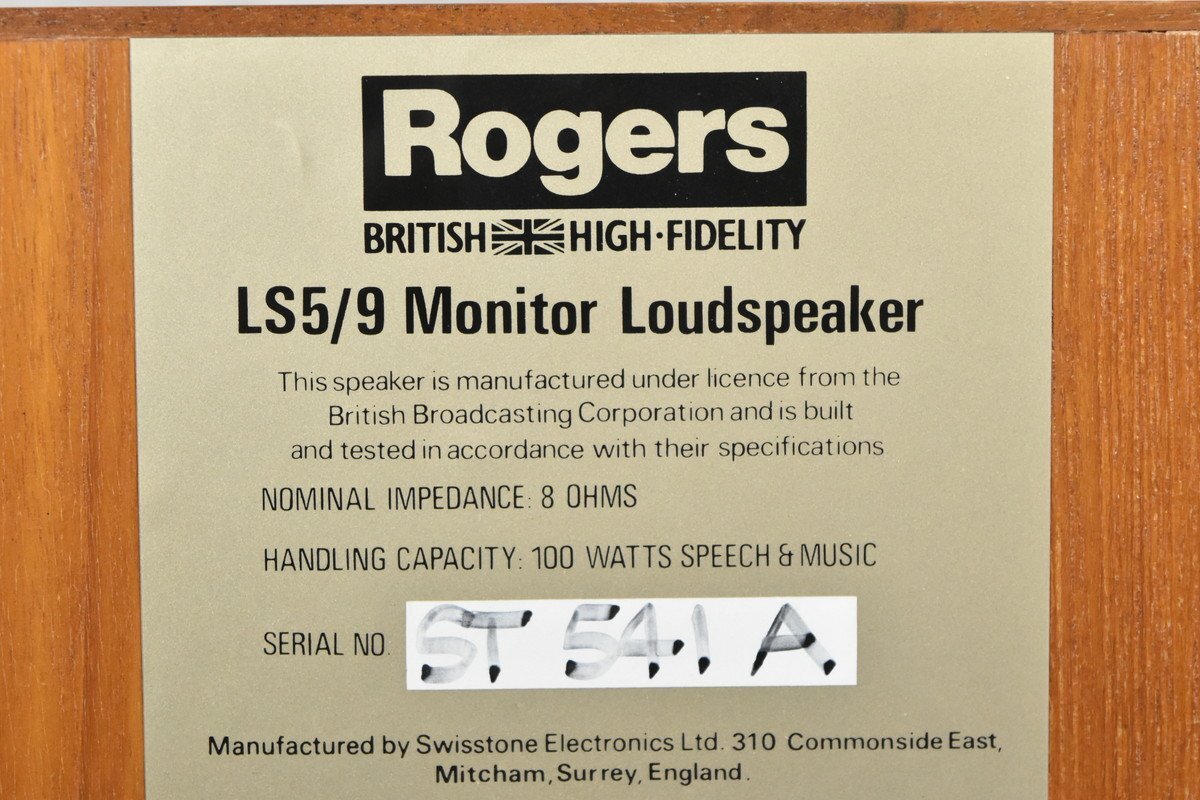 Rogers
BRITISH HIGH·FIDELITY
LS5/9 Monitor Loudspeaker
This speaker is manufactured under licence from the
British Broadcasting Corporation and is built
and tested in accordance with their specifications
NOMINAL IMPEDANCE: 8 OHMS
HANDLING CAPACITY: 100 WATTS SPEECH & MUSIC
SERIAL NO. ST 541 A
Manufactured by Swisstone Electronics Ltd. 310 Commonside East,
Mitcham, Surrey, England.